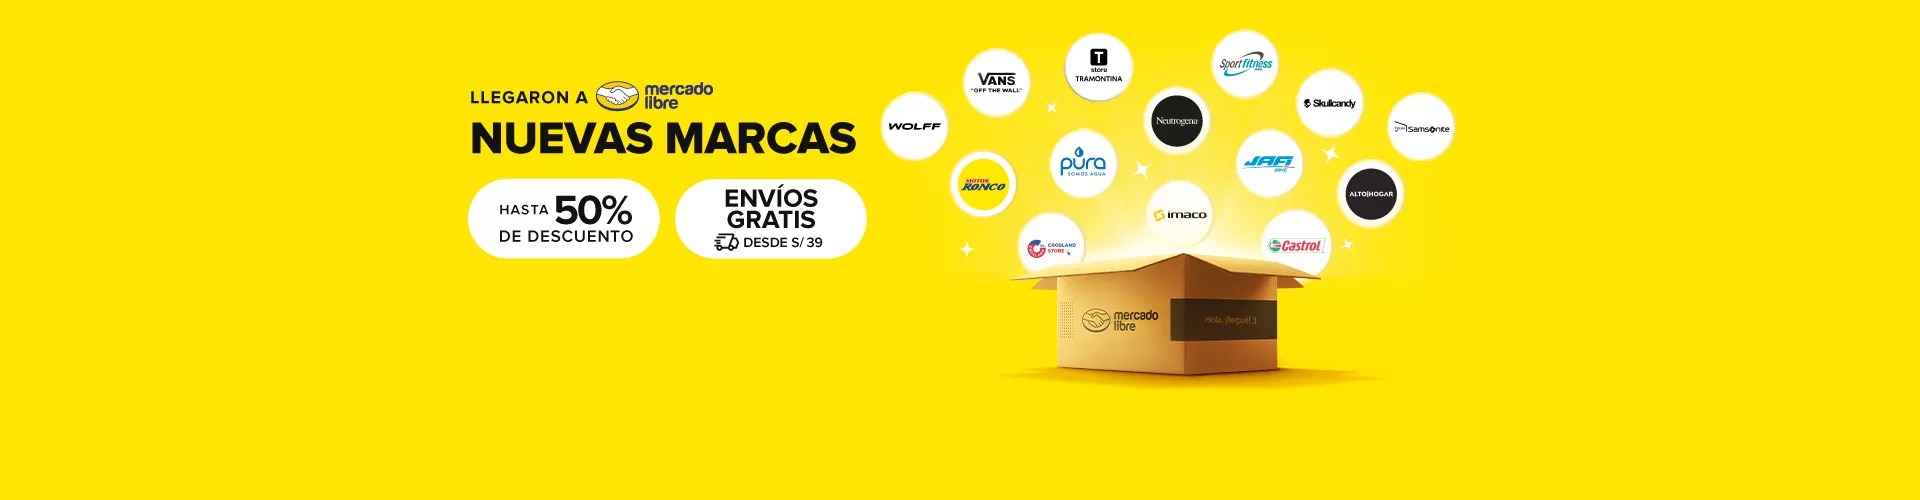 LLEGARON A mercado libre
NUEVAS MARCAS
HASTA 50%
DE DESCUENTO
ENVÍOS
GRATIS
DESDE S/ 39
WOLFF
VANS
"OFF THE WALL"
T
store
TRAMONTINA
Sport fitness
Skullcandy
Samsonite
Neutrogena
MOTOS
RONCO
pura
SOMOS AGUA
JAFI
ALTO|HOGAR
imaco
CROSLAND
STORE
Castrol
mercado
libre
Hola, ¡llegué! :)